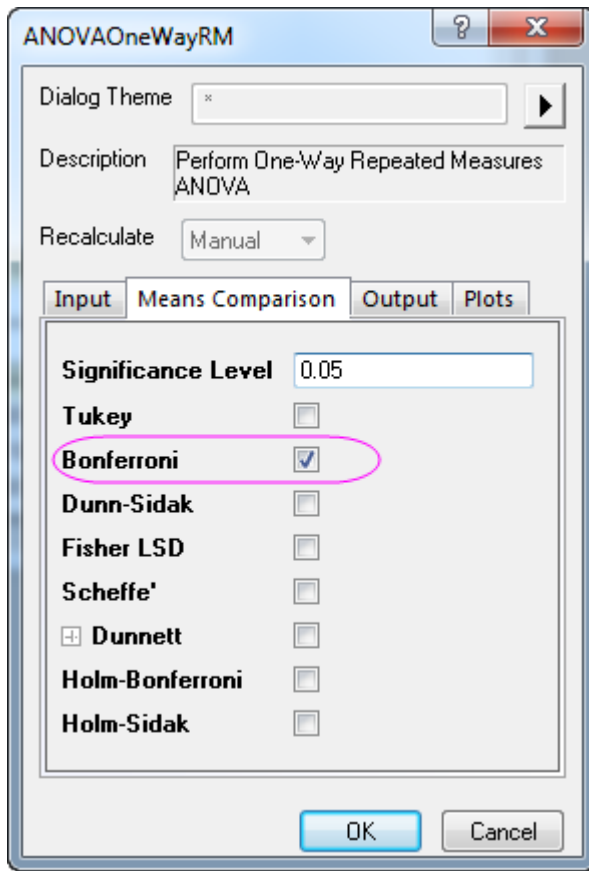 ANOVAOneWayRM
Dialog Theme *
Description Perform One-Way Repeated Measures
ANOVA
Recalculate Manual
Input Means Comparison Output Plots
Significance Level 0.05
Tukey
Bonferroni
Dunn-Sidak
Fisher LSD
Scheffe'
Dunnett
Holm-Bonferroni
Holm-Sidak
OK Cancel